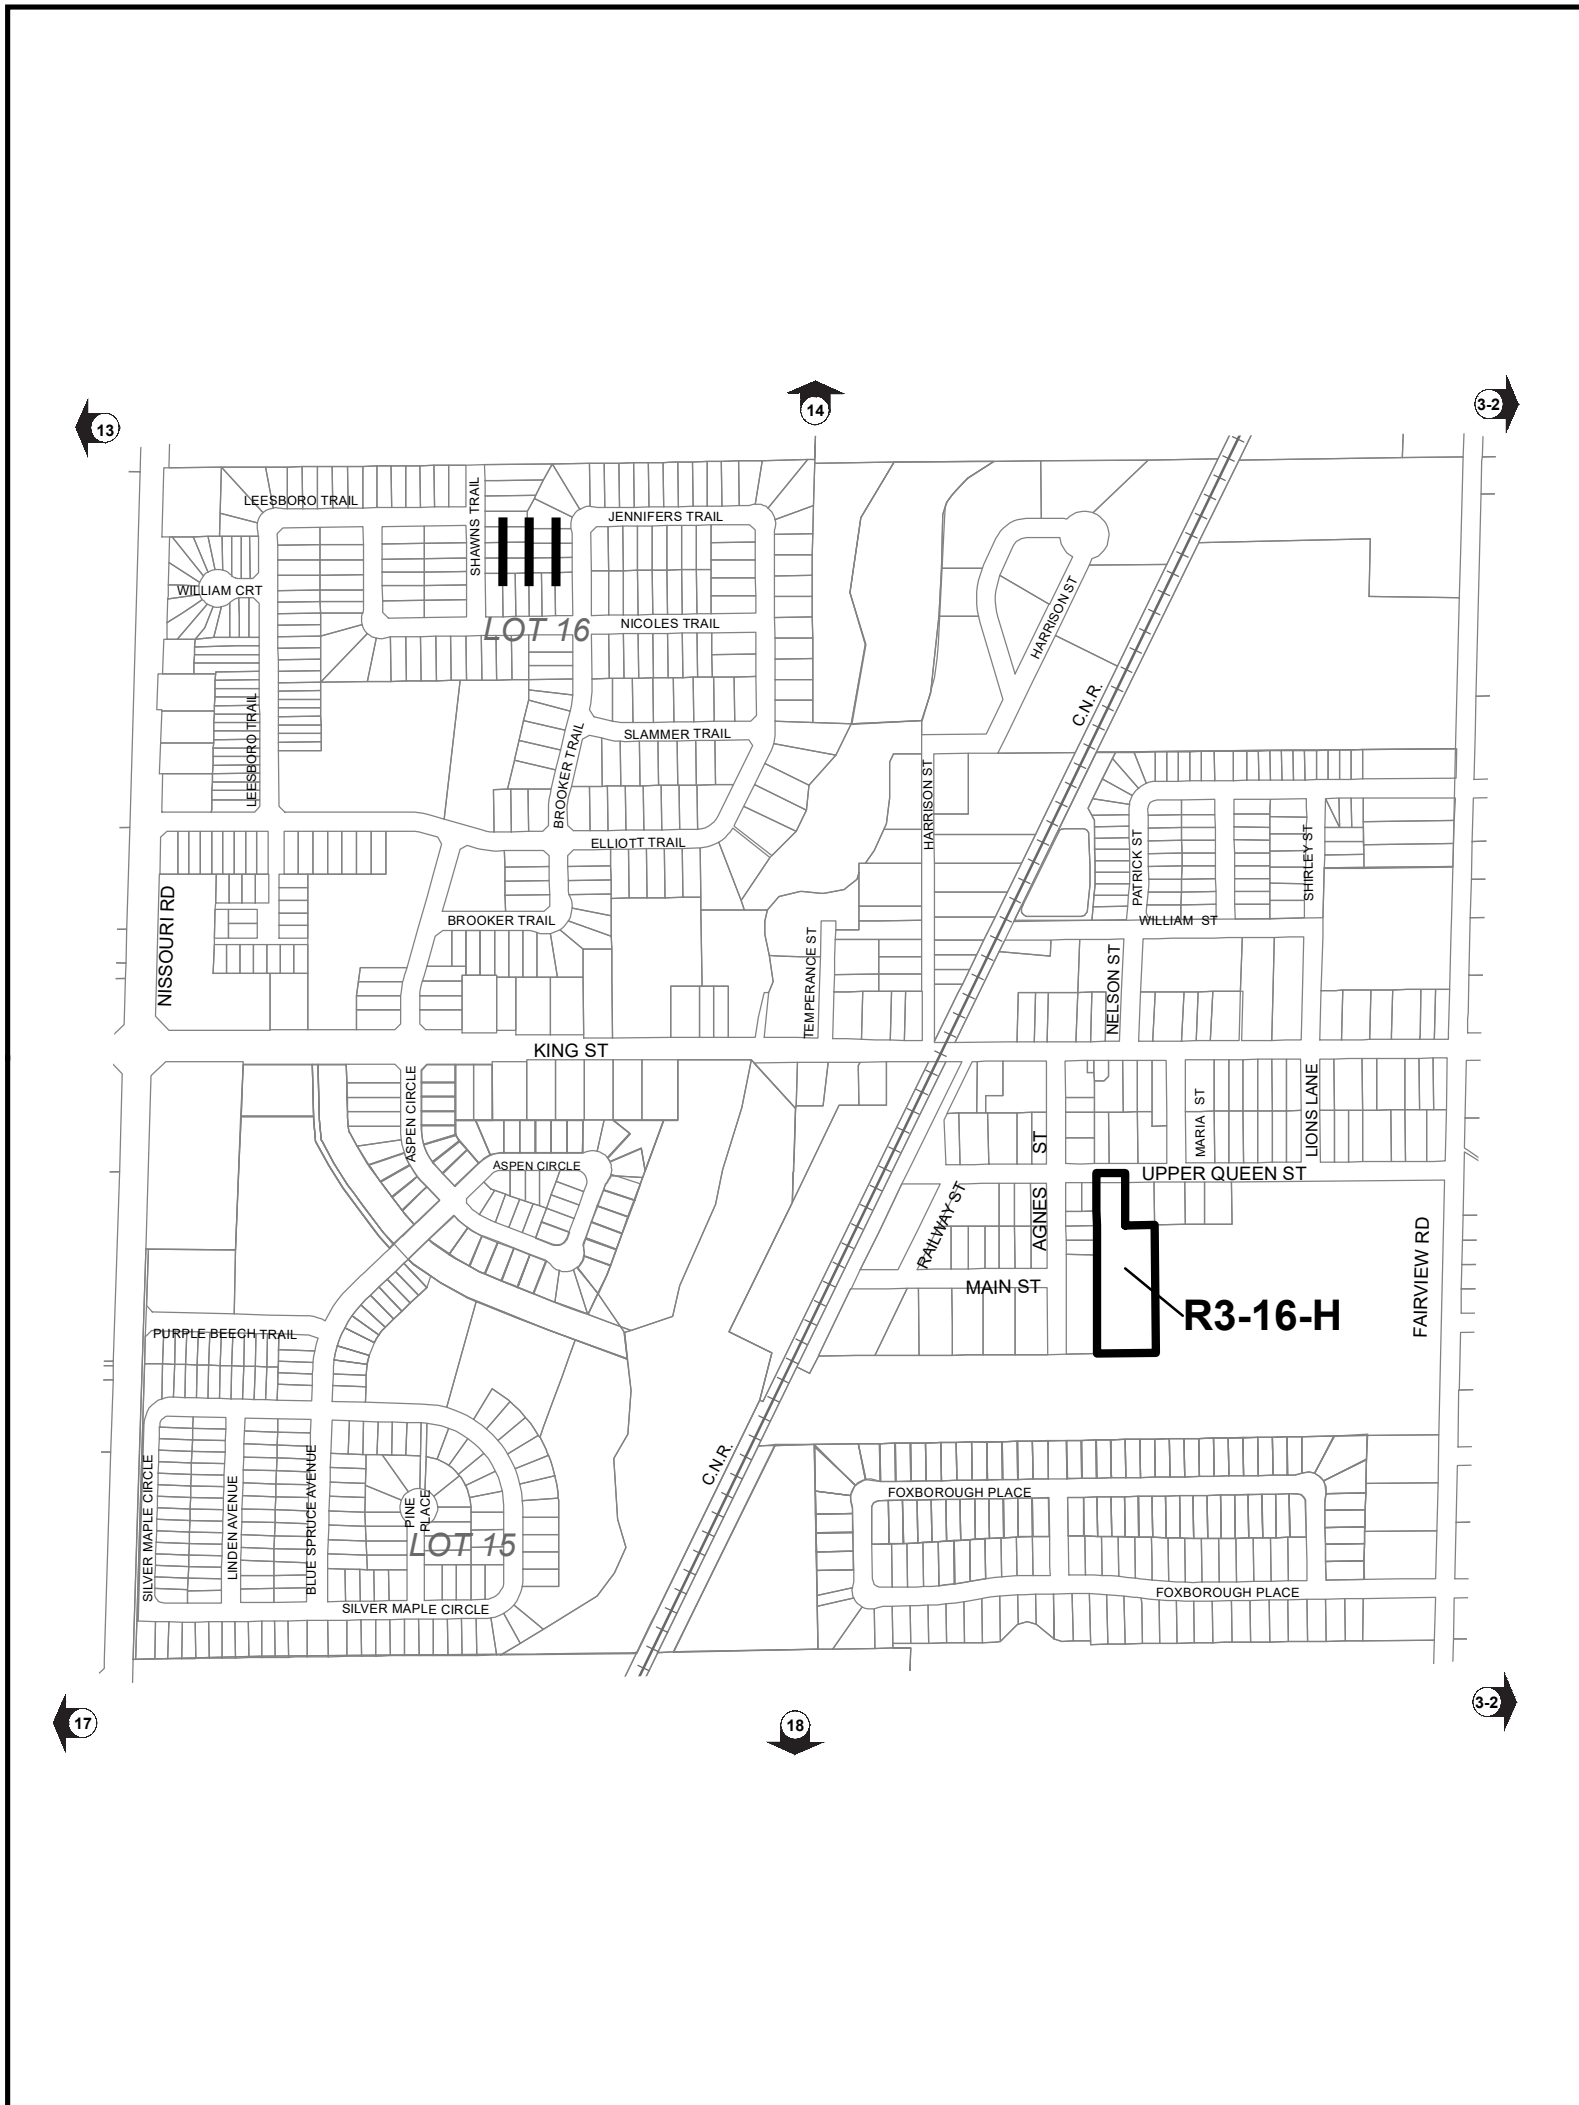 13
14
3-2
LEESBORO TRAIL
SHAWNS TRAIL
JENNIFERS TRAIL
WILLIAM CRT
HARRISON ST
NICOLES TRAIL
LOT 16
C.N.R.
LEESBORO TRAIL
SLAMMER TRAIL
BROOKER TRAIL
HARRISON ST
ELLIOTT TRAIL
PATRICK ST
SHIRLEY ST
BROOKER TRAIL
WILLIAM ST
NISSOURI RD
TEMPERANCE ST
NELSON ST
KING ST
ASPEN CIRCLE
MARIA ST
LIONS LANE
ASPEN CIRCLE
AGNES ST
UPPER QUEEN ST
RAILWAY ST
FAIRVIEW RD
MAIN ST
R3-16-H
PURPLE BEECH TRAIL
C.N.R.
SILVER MAPLE CIRCLE
LINDEN AVENUE
BLUE SPRUCE AVENUE
PINE
PLACE
FOXBOROUGH PLACE
LOT 15
FOXBOROUGH PLACE
SILVER MAPLE CIRCLE
17
18
3-2